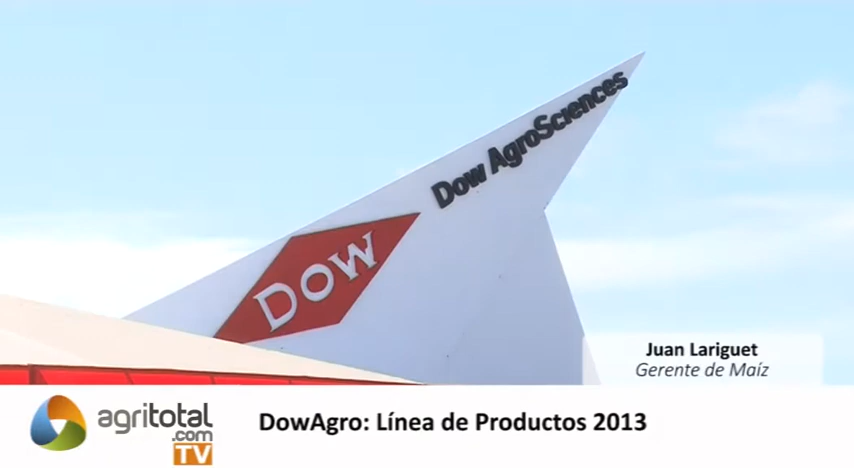 Dow AgroSciences
DOW
Juan Lariguet
Gerente de Maíz
agritotal
.com
TV
DowAgro: Línea de Productos 2013